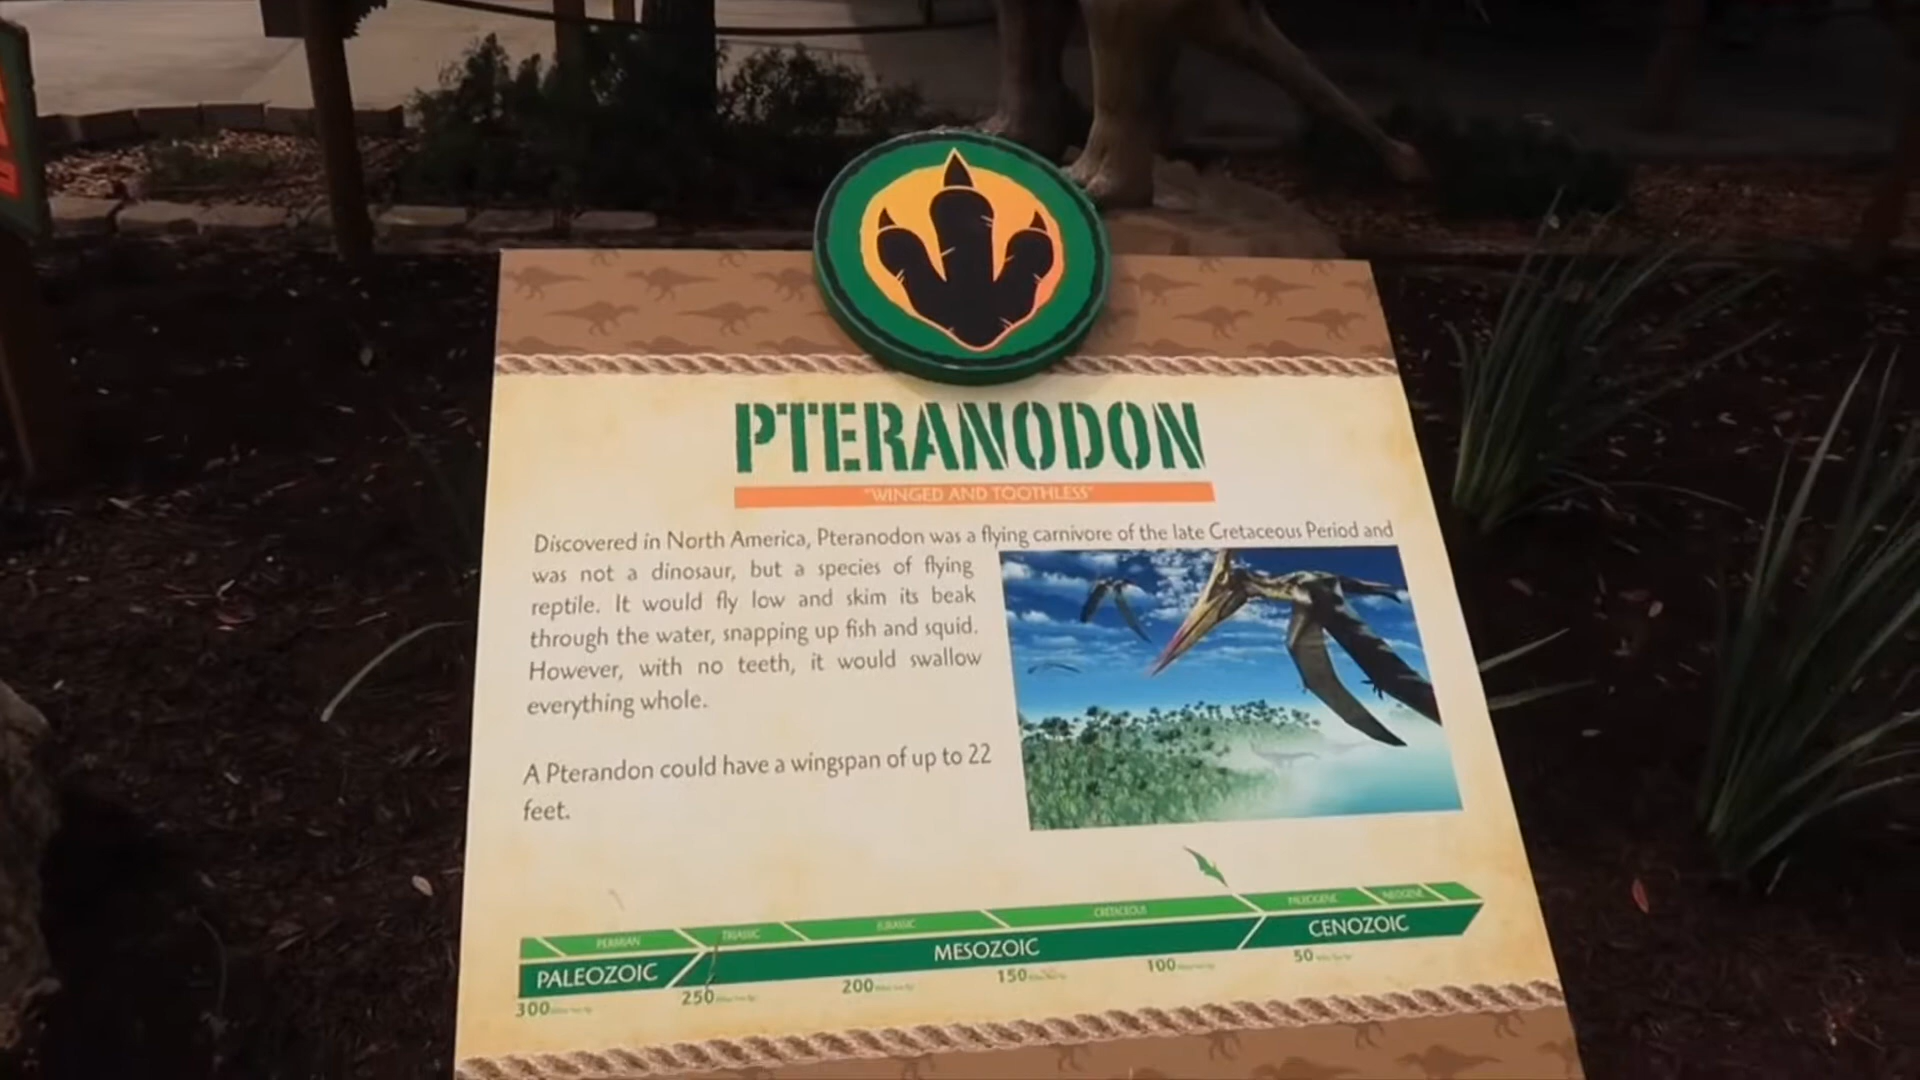 PTERANODON
"WINGED AND TOOTHLESS"
Discovered in North America, Pteranodon was a flying carnivore of the late Cretaceous Period and
was not a dinosaur, but a species of flying
reptile. It would fly low and skim its beak
through the water, snapping up fish and squid.
However, with no teeth, it would swallow
everything whole.
A Pterandon could have a wingspan of up to 22
feet.
PERMIAN TRIASSIC JURASSIC CRETACEOUS PALEOGENE NEOGENE
PALEOZOIC MESOZOIC CENOZOIC
300 250 200 150 100 50